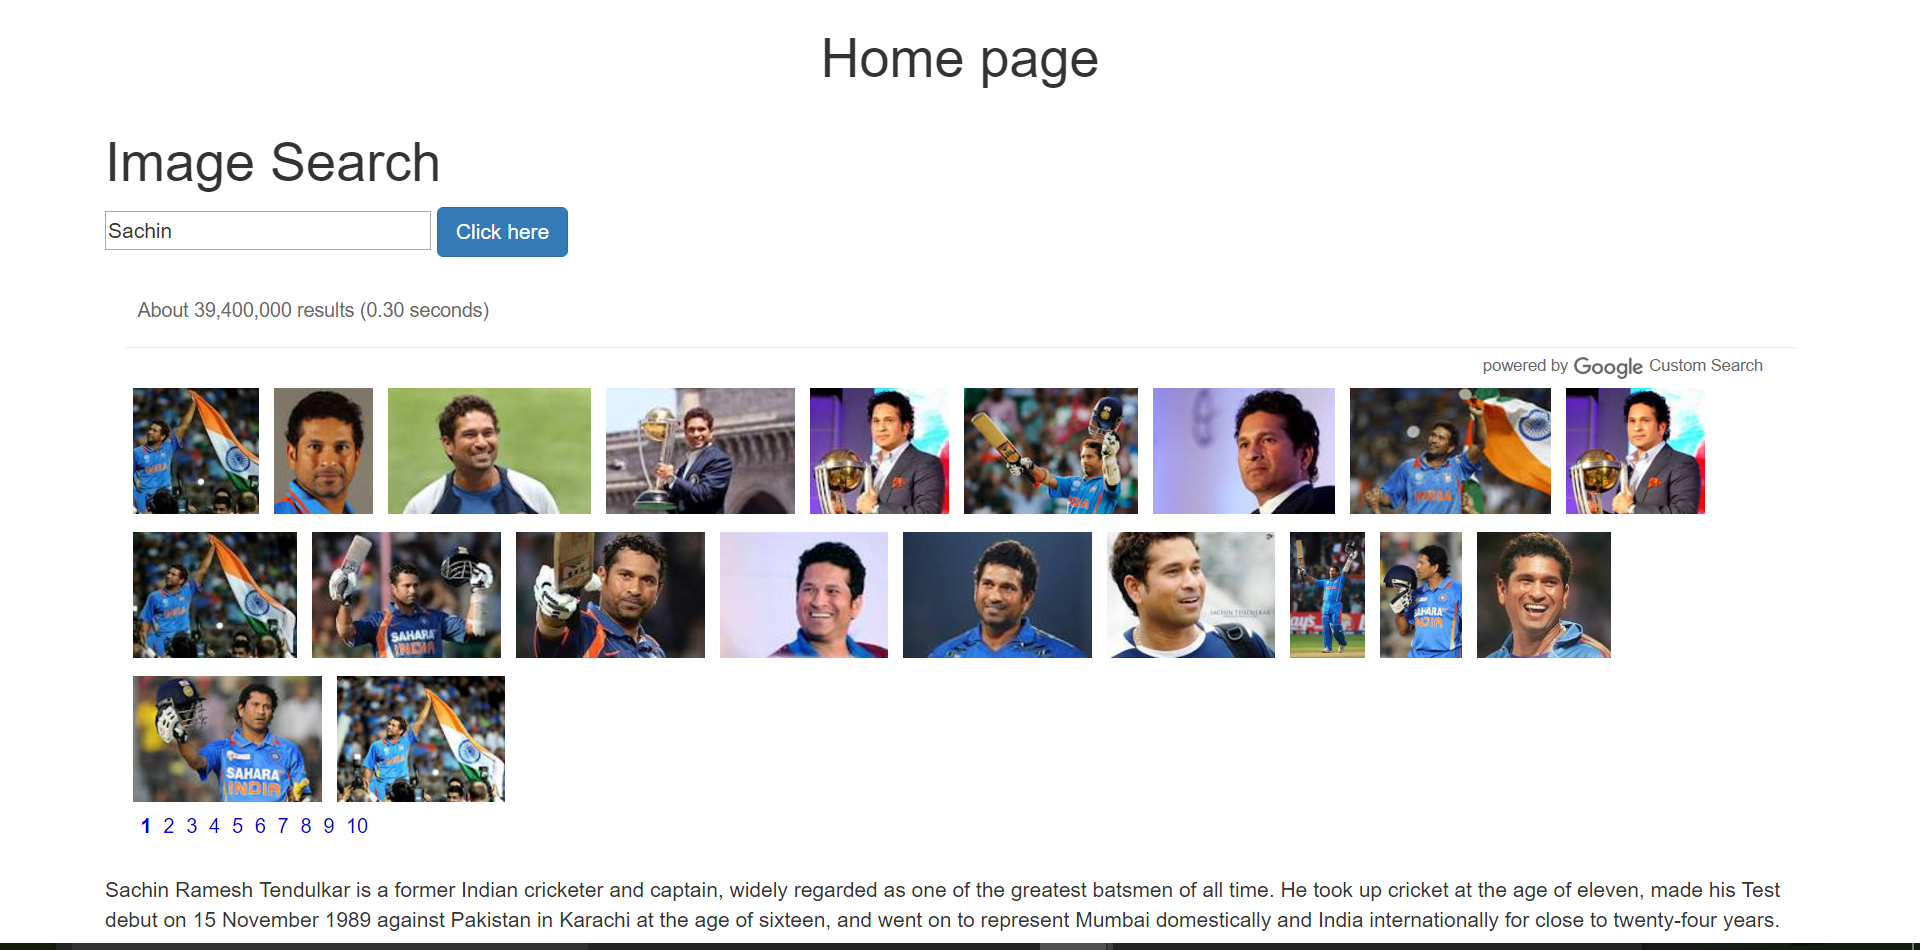 Home page
Image Search
Sachin
Click here
About 39,400,000 results (0.30 seconds)
powered by Google Custom Search
INDIA
INDIA
INDIA
INDIA
SAHARA
INDIA
SACHIN TENDULKAR
SAHARA
INDIA
SAHARA
INDIA
1 2 3 4 5 6 7 8 9 10
Sachin Ramesh Tendulkar is a former Indian cricketer and captain, widely regarded as one of the greatest batsmen of all time. He took up cricket at the age of eleven, made his Test
debut on 15 November 1989 against Pakistan in Karachi at the age of sixteen, and went on to represent Mumbai domestically and India internationally for close to twenty-four years.